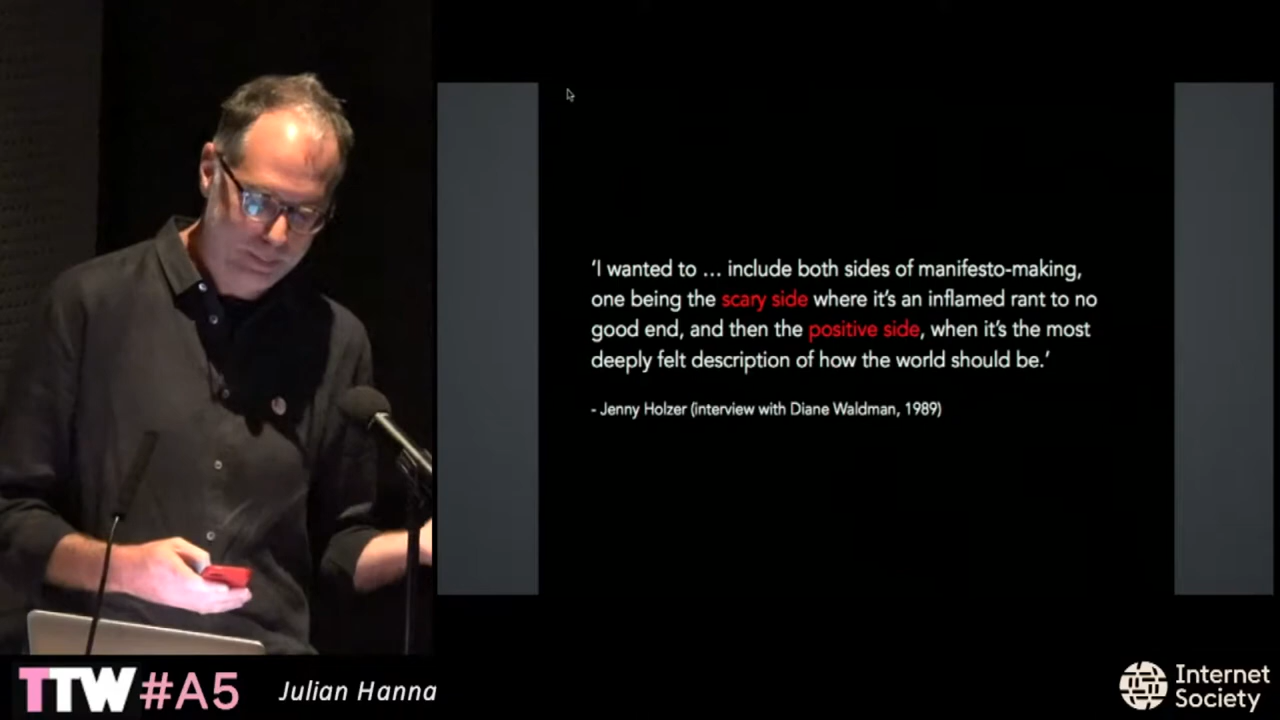 ‘I wanted to … include both sides of manifesto-making,
one being the scary side where it’s an inflamed rant to no
good end, and then the positive side, when it’s the most
deeply felt description of how the world should be.’
- Jenny Holzer (interview with Diane Waldman, 1989)
TTW #A5
Julian Hanna
Internet
Society